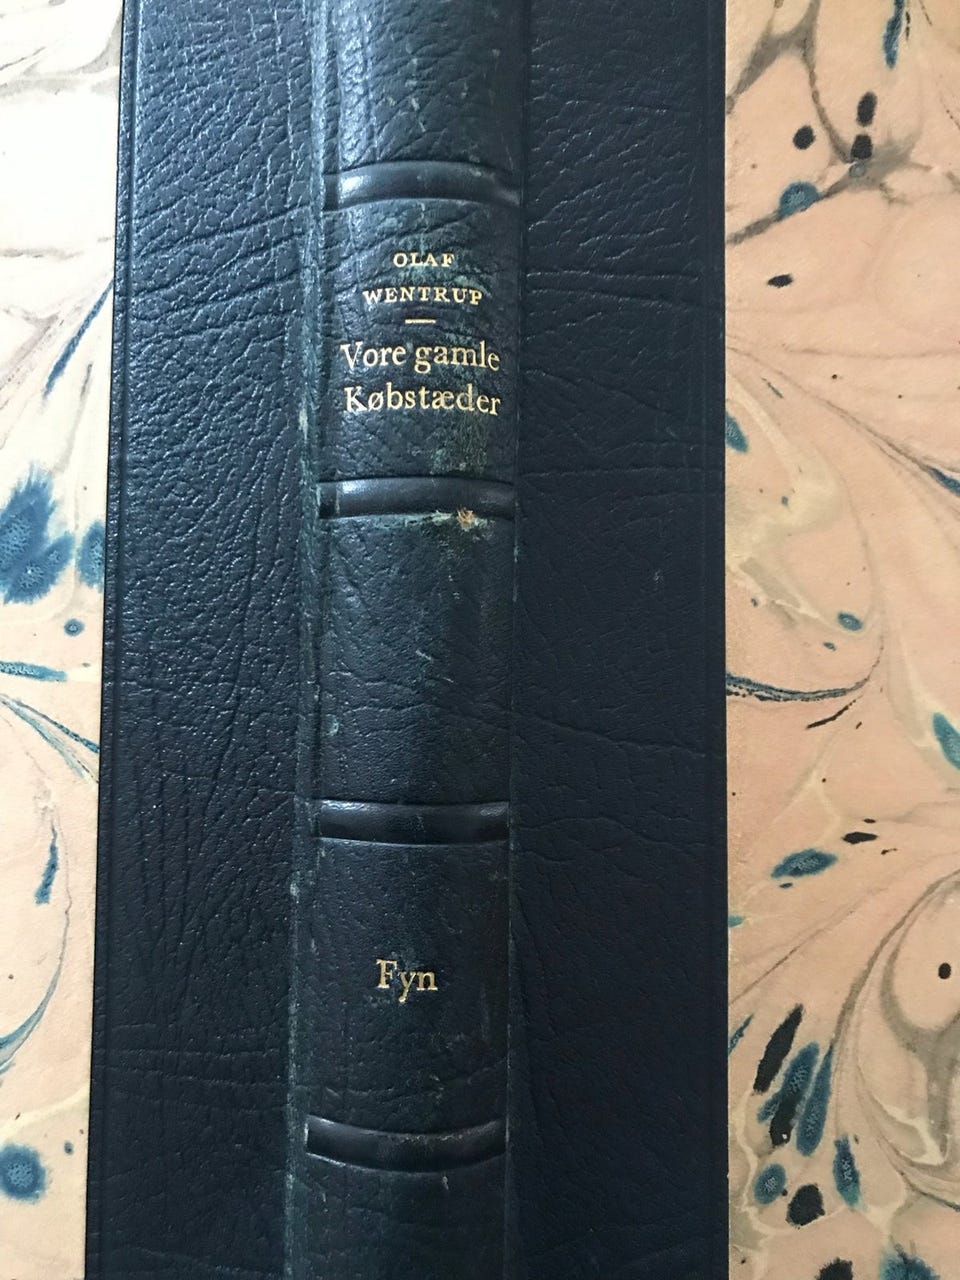 OLAF
WENTRUP
Vore gamle
Købstæder
Fyn